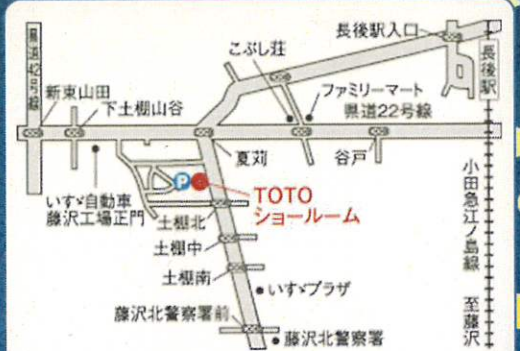 長後駅入口
こぶし荘
長後駅
県道42号線
新東山田
下土棚山谷
ファミリーマート
県道22号線
夏苅
谷戸
いすゞ自動車
藤沢工場正門
P
TOTO
ショールーム
土棚北
土棚中
土棚南
いすゞプラザ
藤沢北警察署前
藤沢北警察署
小田急江ノ島線
至藤沢